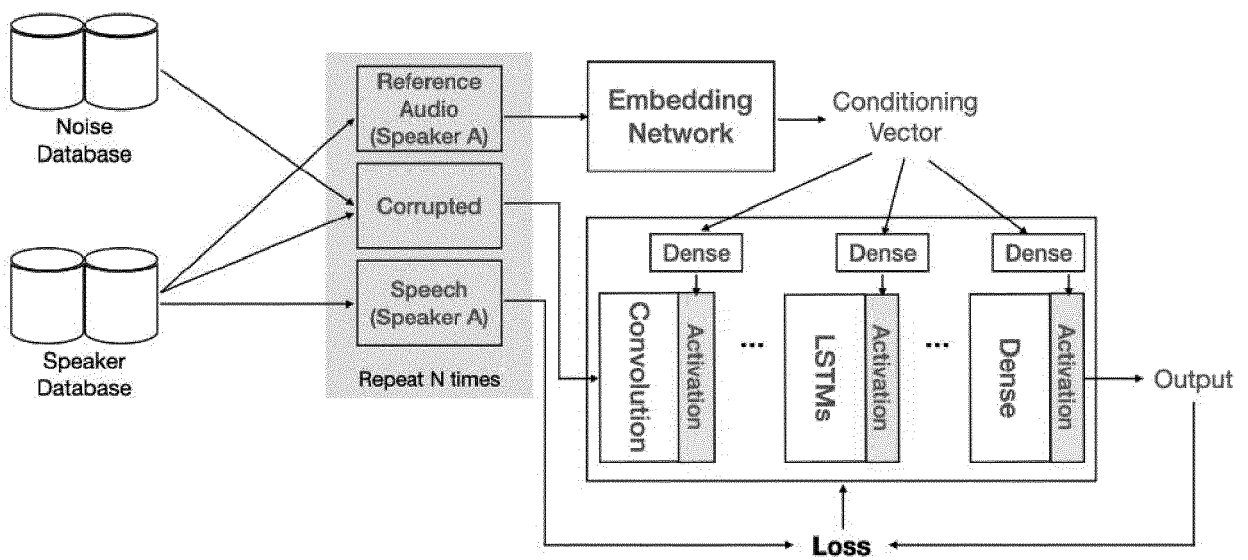 Noise
Database
Speaker
Database
Reference
Audio
(Speaker A)
Corrupted
Speech
(Speaker A)
Repeat N times
Embedding
Network
Conditioning
Vector
Dense
Dense
Dense
Convolution
Activation
...
LSTMs
Activation
...
Dense
Activation
Output
Loss